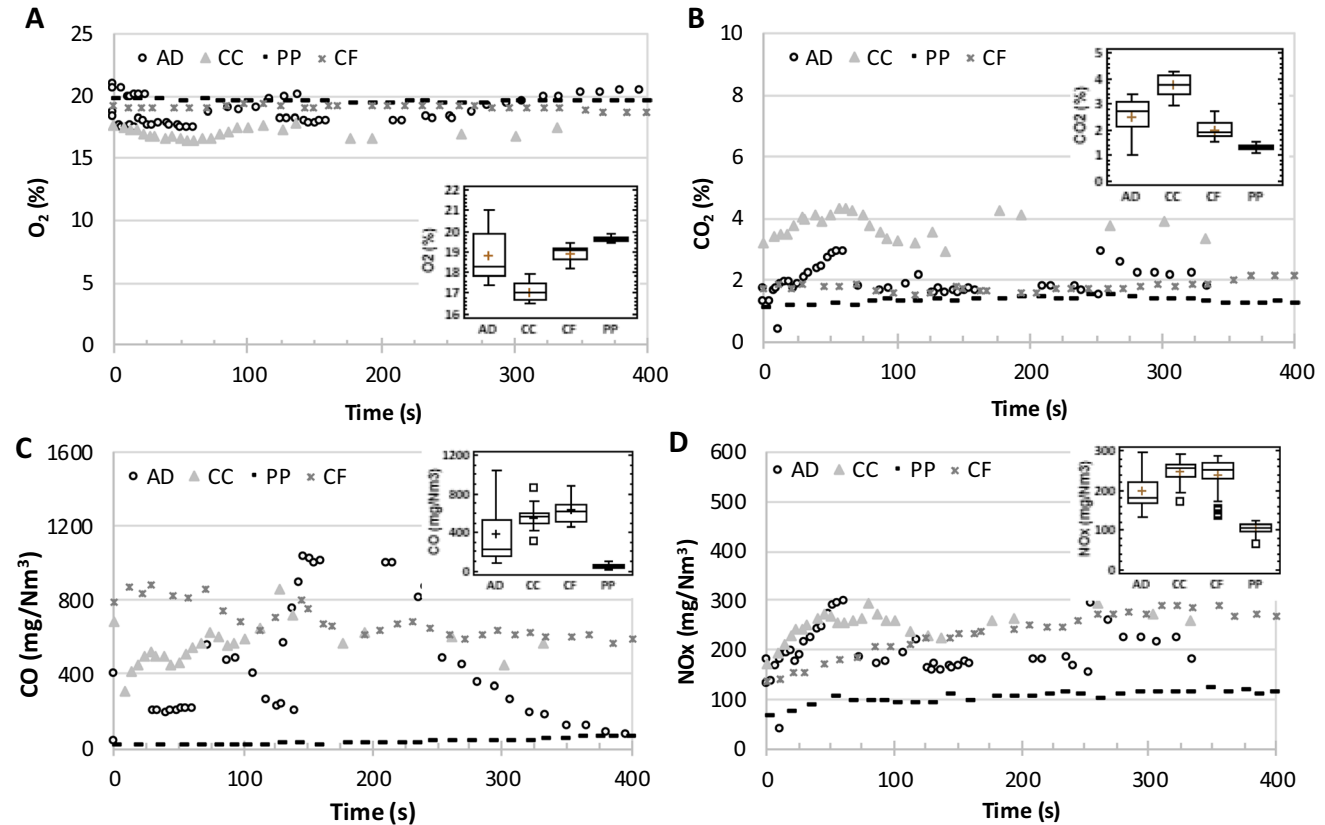 A
25
20
15
10
5
0
O₂ (%)
AD CC PP CF
0 100 200 300 400
Time (s)
22
21
20
19
18
17
16
O2 (%)
AD CC CF PP
B
10
8
6
4
2
0
CO₂ (%)
AD CC PP CF
0 100 200 300 400
Time (s)
5
4
3
2
1
0
CO2 (%)
AD CC CF PP
C
1600
1200
800
400
0
CO (mg/Nm³)
AD CC PP CF
0 100 200 300 400
Time (s)
1200
800
400
0
CO (mg/Nm3)
AD CC CF PP
D
600
500
400
300
200
100
0
NOx (mg/Nm³)
AD CC PP CF
0 100 200 300 400
Time (s)
300
200
100
0
NOx (mg/Nm3)
AD CC CF PP